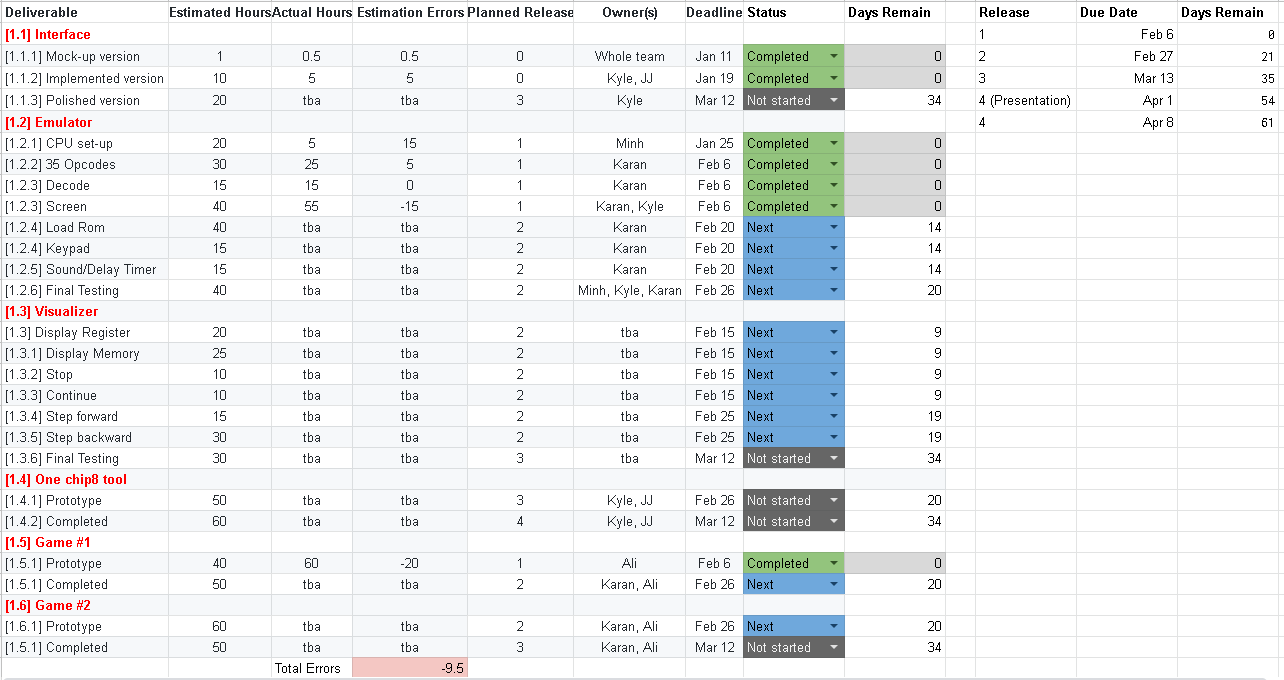 Deliverable Estimated Hours Actual Hours Estimation Errors Planned Release Owner(s) Deadline Status Days Remain Release Due Date Days Remain
[1.1] Interface 1 Feb 6 0
[1.1.1] Mock-up version 1 0.5 0.5 0 Whole team Jan 11 Completed 0 2 Feb 27 21
[1.1.2] Implemented version 10 5 5 0 Kyle, JJ Jan 19 Completed 0 3 Mar 13 35
[1.1.3] Polished version 20 tba tba 3 Kyle Mar 12 Not started 34 4 (Presentation) Apr 1 54
[1.2] Emulator 4 Apr 8 61
[1.2.1] CPU set-up 20 5 15 1 Minh Jan 25 Completed 0
[1.2.2] 35 Opcodes 30 25 5 1 Karan Feb 6 Completed 0
[1.2.3] Decode 15 15 0 1 Karan Feb 6 Completed 0
[1.2.3] Screen 40 55 -15 1 Karan, Kyle Feb 6 Completed 0
[1.2.4] Load Rom 40 tba tba 2 Karan Feb 20 Next 14
[1.2.4] Keypad 15 tba tba 2 Karan Feb 20 Next 14
[1.2.5] Sound/Delay Timer 15 tba tba 2 Karan Feb 20 Next 14
[1.2.6] Final Testing 40 tba tba 2 Minh, Kyle, Karan Feb 26 Next 20
[1.3] Visualizer
[1.3] Display Register 20 tba tba 2 tba Feb 15 Next 9
[1.3.1] Display Memory 25 tba tba 2 tba Feb 15 Next 9
[1.3.2] Stop 10 tba tba 2 tba Feb 15 Next 9
[1.3.3] Continue 10 tba tba 2 tba Feb 15 Next 9
[1.3.4] Step forward 15 tba tba 2 tba Feb 25 Next 19
[1.3.5] Step backward 30 tba tba 2 tba Feb 25 Next 19
[1.3.6] Final Testing 30 tba tba 3 tba Mar 12 Not started 34
[1.4] One chip8 tool
[1.4.1] Prototype 50 tba tba 3 Kyle, JJ Feb 26 Not started 20
[1.4.2] Completed 60 tba tba 4 Kyle, JJ Mar 12 Not started 34
[1.5] Game #1
[1.5.1] Prototype 40 60 -20 1 Ali Feb 6 Completed 0
[1.5.1] Completed 50 tba tba 2 Karan, Ali Feb 26 Next 20
[1.6] Game #2
[1.6.1] Prototype 60 tba tba 2 Karan, Ali Feb 26 Next 20
[1.5.1] Completed 50 tba tba 3 Karan, Ali Mar 12 Not started 34
Total Errors -9.5